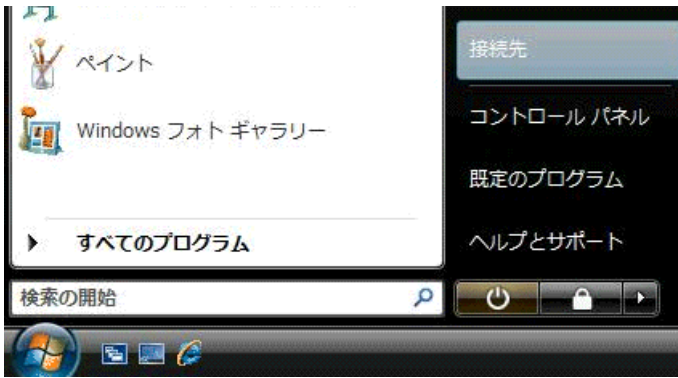 ペイント
Windows フォト ギャラリー
すべてのプログラム
検索の開始
接続先
コントロール パネル
既定のプログラム
ヘルプとサポート